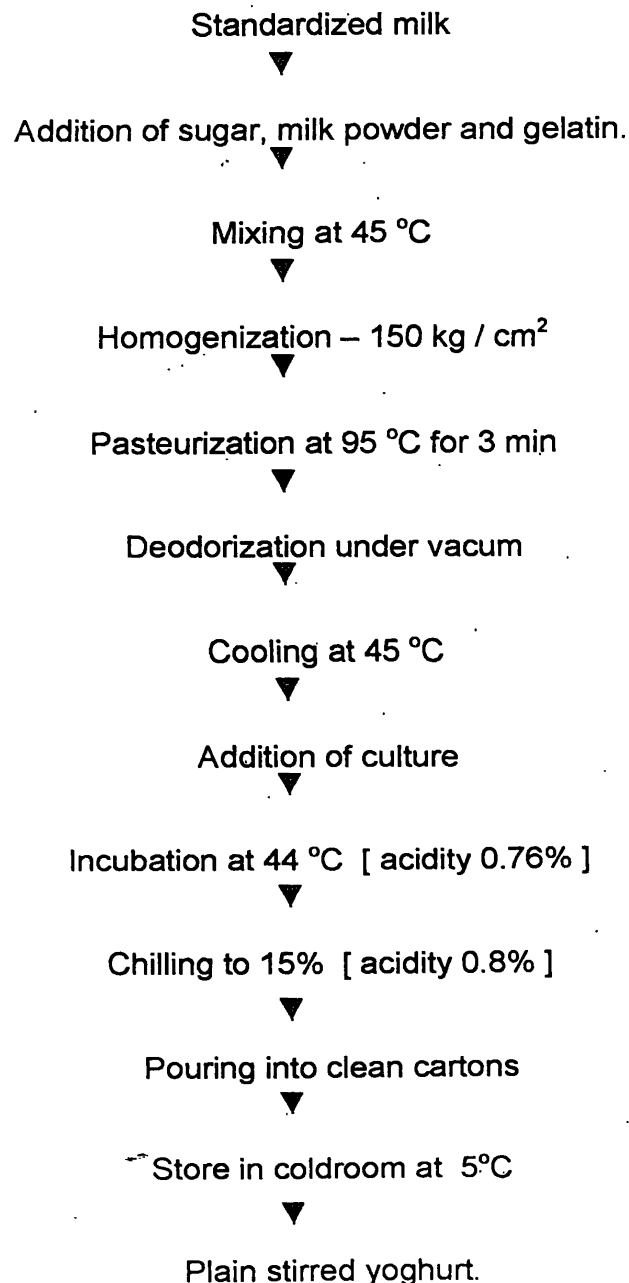 Standardized milk
Addition of sugar, milk powder and gelatin.
Mixing at 45 °C
Homogenization – 150 kg / cm²
Pasteurization at 95 °C for 3 min
Deodorization under vacum
Cooling at 45 °C
Addition of culture
Incubation at 44 °C [ acidity 0.76% ]
Chilling to 15% [ acidity 0.8% ]
Pouring into clean cartons
Store in coldroom at 5°C
Plain stirred yoghurt.